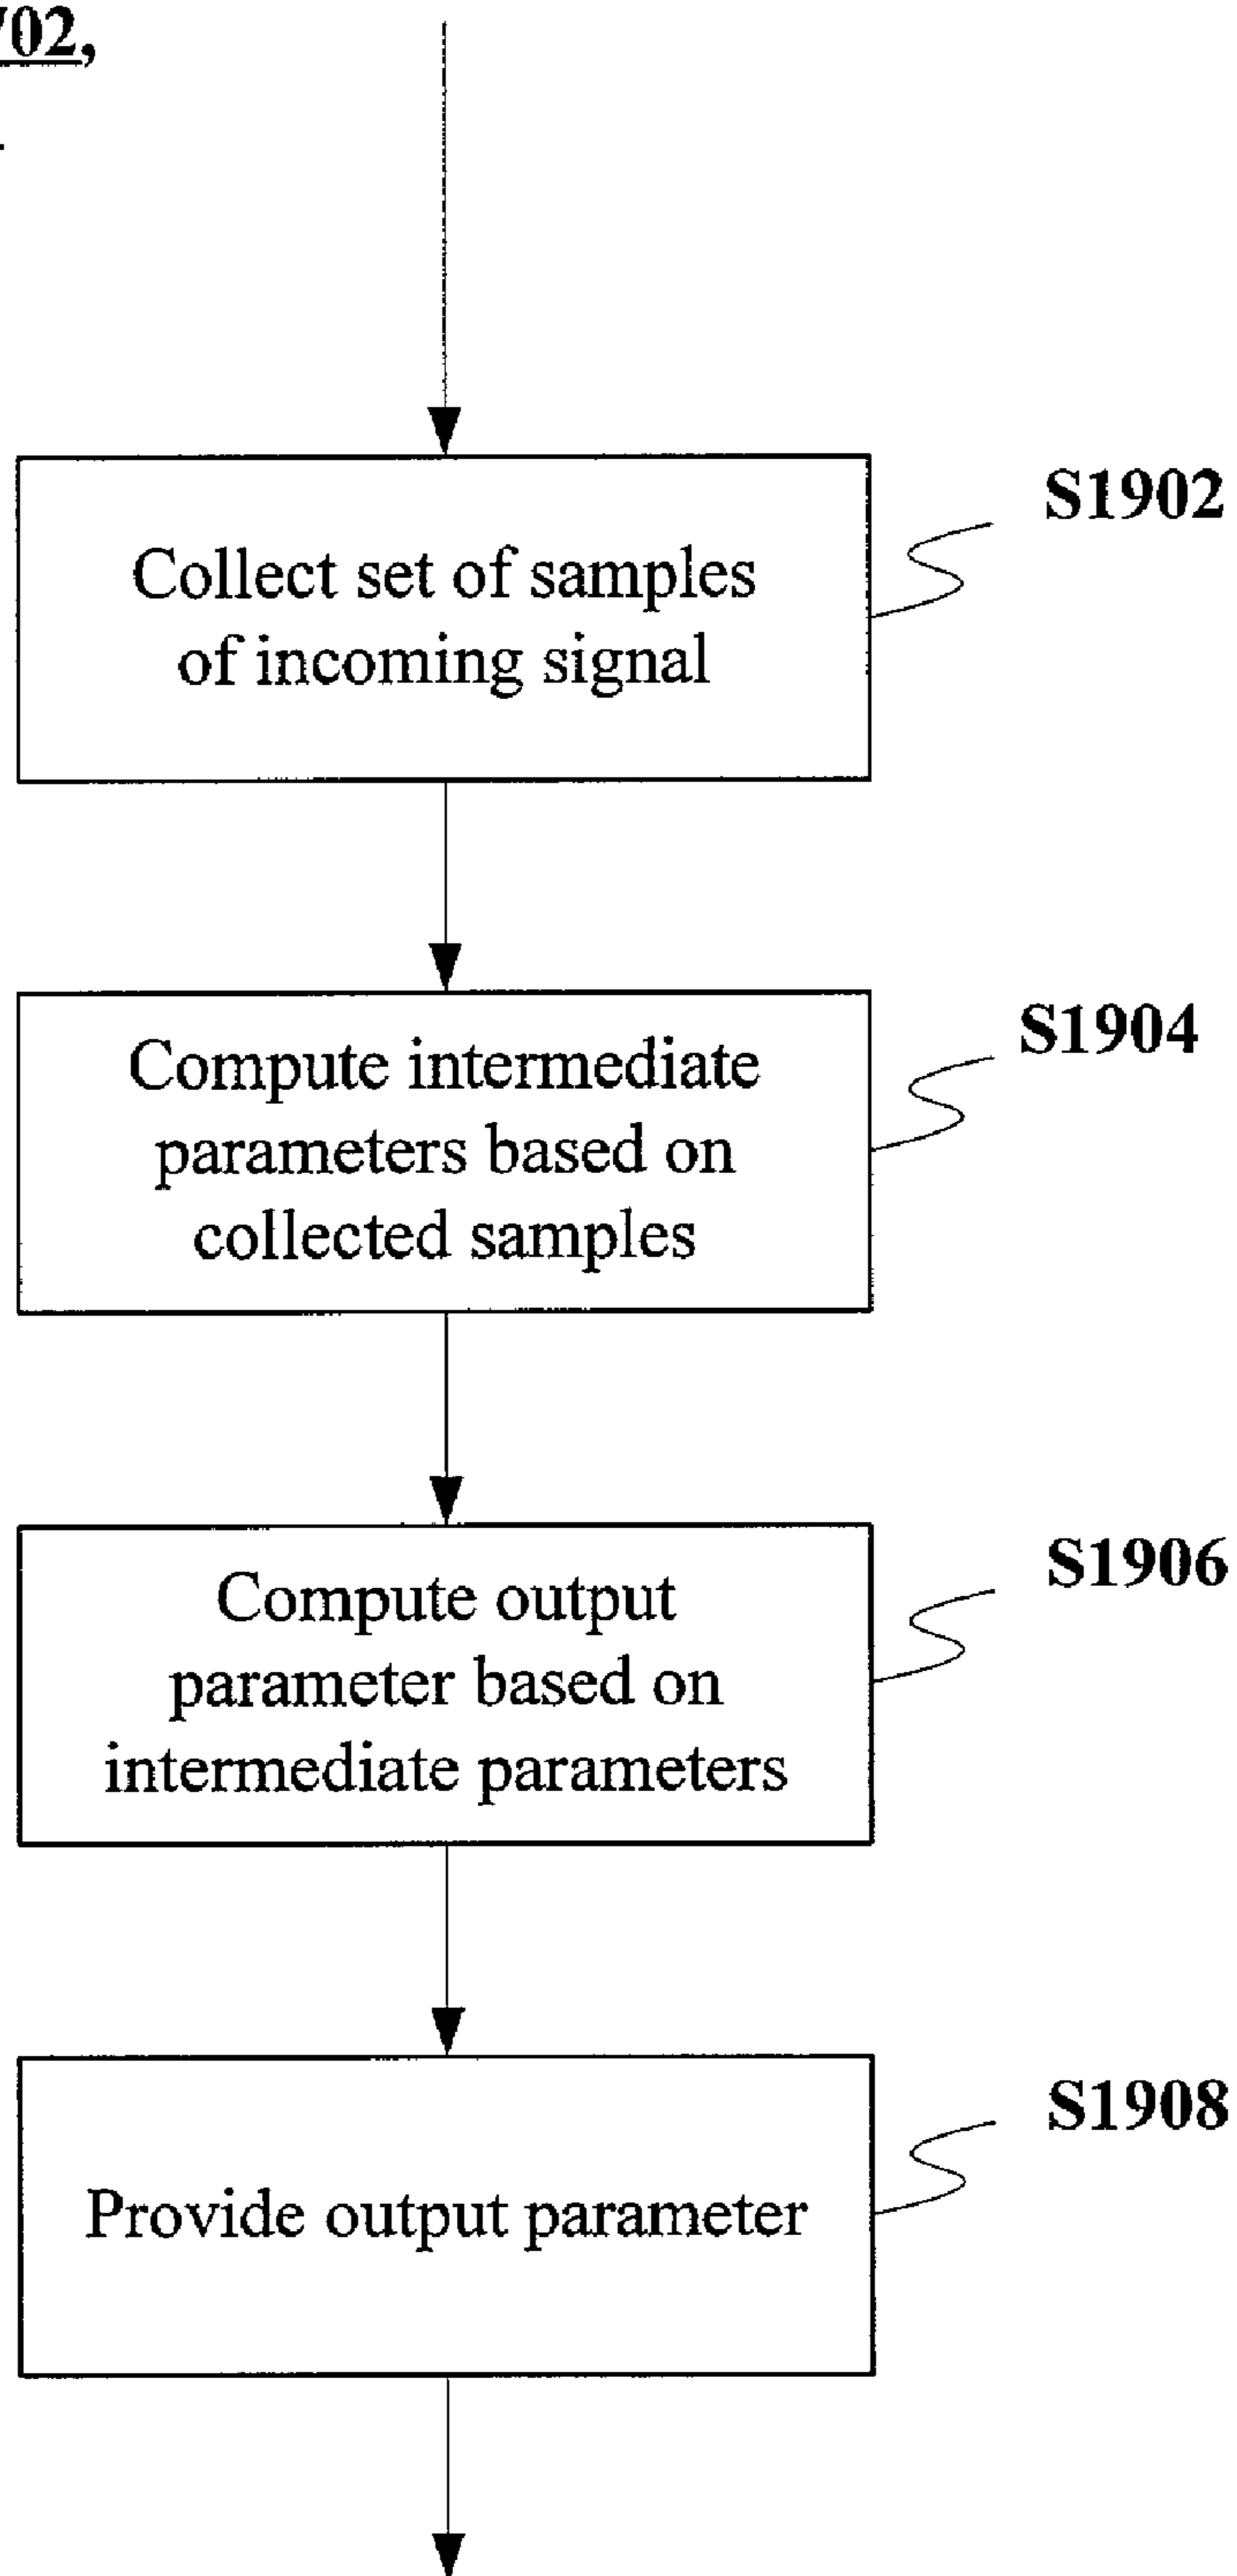 702,
S1902
Collect set of samples
of incoming signal
S1904
Compute intermediate
parameters based on
collected samples
S1906
Compute output
parameter based on
intermediate parameters
S1908
Provide output parameter